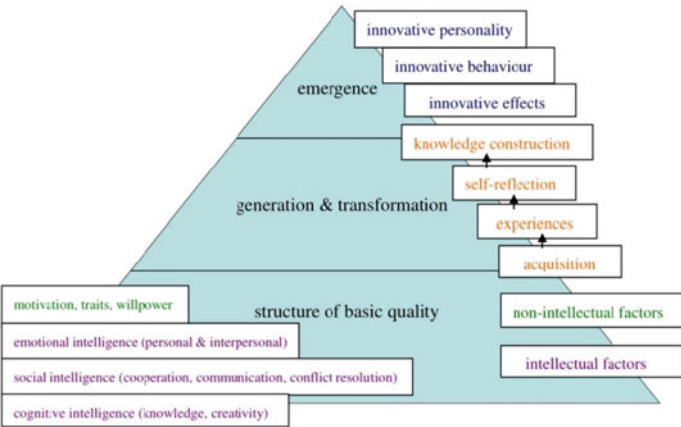 innovative personality
innovative behaviour
emergence
innovative effects
knowledge construction
self-reflection
generation & transformation
experiences
acquisition
motivation, traits, willpower
structure of basic quality
non-intellectual factors
emotional intelligence (personal & interpersonal)
intellectual factors
social intelligence (cooperation, communication, conflict resolution)
cognitive intelligence (knowledge, creativity)